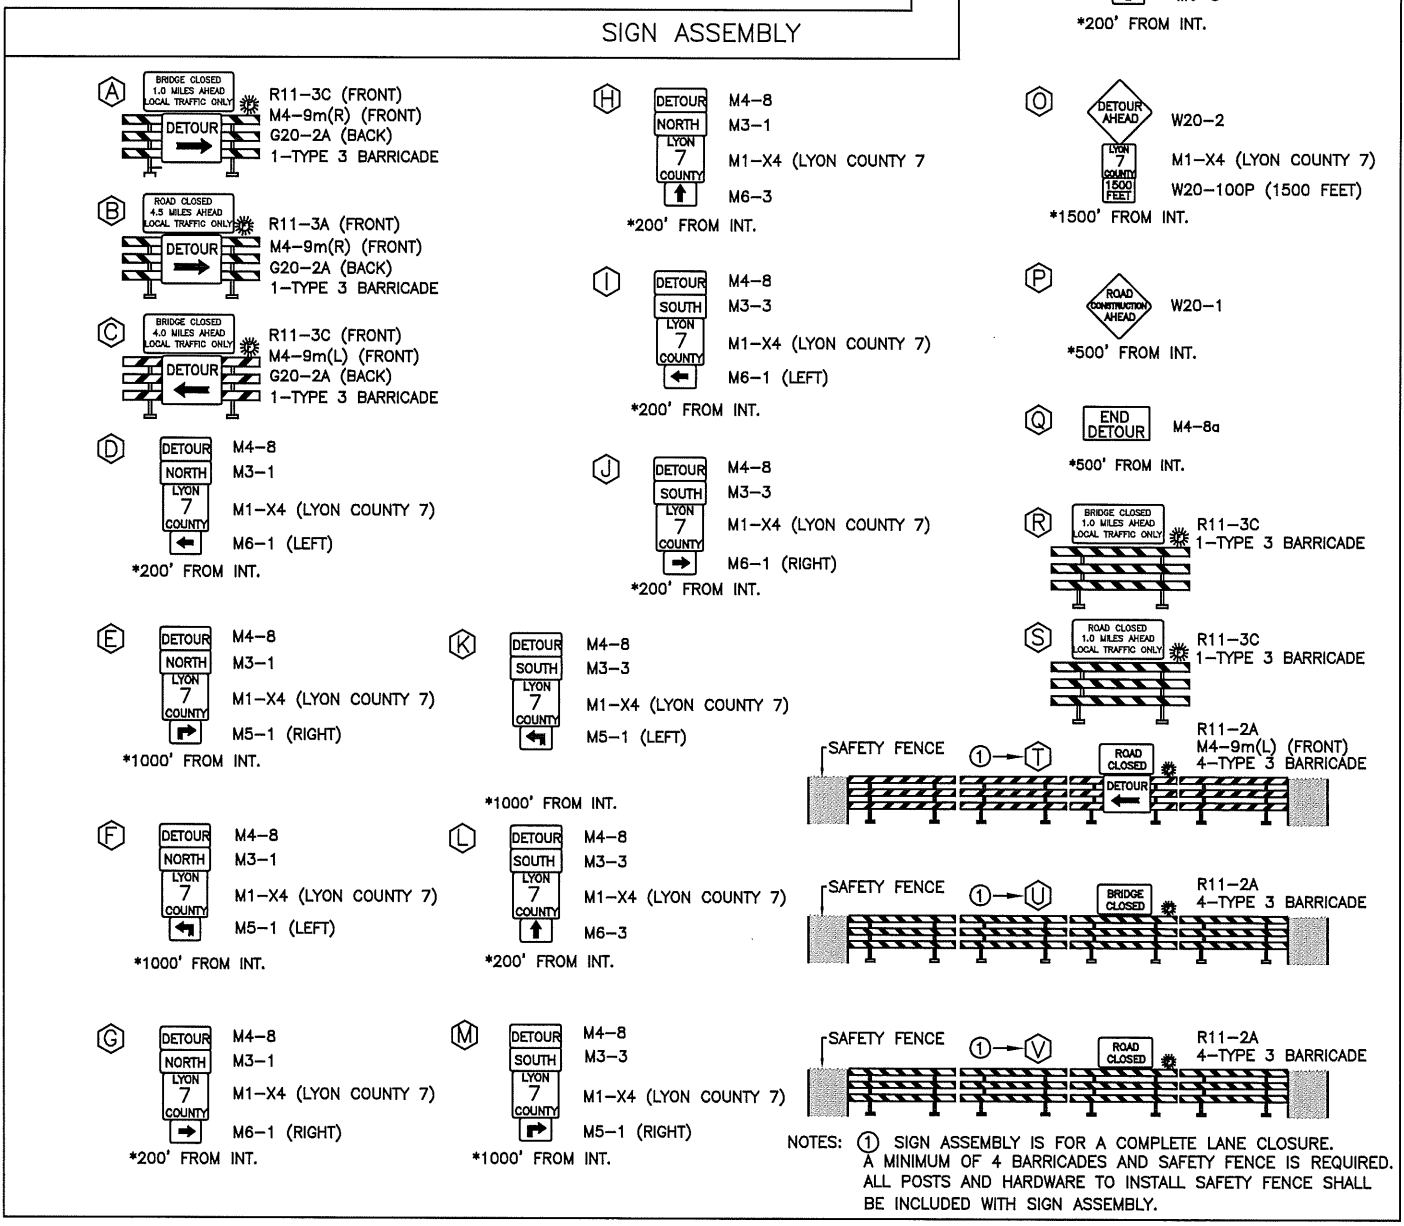 *200' FROM INT.
SIGN ASSEMBLY
A
BRIDGE CLOSED
1.0 MILES AHEAD
LOCAL TRAFFIC ONLY
DETOUR
R11-3C (FRONT)
M4-9m(R) (FRONT)
G20-2A (BACK)
1-TYPE 3 BARRICADE
B
ROAD CLOSED
4.5 MILES AHEAD
LOCAL TRAFFIC ONLY
DETOUR
R11-3A (FRONT)
M4-9m(R) (FRONT)
G20-2A (BACK)
1-TYPE 3 BARRICADE
C
BRIDGE CLOSED
4.0 MILES AHEAD
LOCAL TRAFFIC ONLY
DETOUR
R11-3C (FRONT)
M4-9m(L) (FRONT)
G20-2A (BACK)
1-TYPE 3 BARRICADE
D
DETOUR M4-8
NORTH M3-1
LYON
7
COUNTY
M1-X4 (LYON COUNTY 7)
M6-1 (LEFT)
*200' FROM INT.
E
DETOUR M4-8
NORTH M3-1
LYON
7
COUNTY
M1-X4 (LYON COUNTY 7)
M5-1 (RIGHT)
*1000' FROM INT.
F
DETOUR M4-8
NORTH M3-1
LYON
7
COUNTY
M1-X4 (LYON COUNTY 7)
M5-1 (LEFT)
*1000' FROM INT.
G
DETOUR M4-8
NORTH M3-1
LYON
7
COUNTY
M1-X4 (LYON COUNTY 7)
M6-1 (RIGHT)
*200' FROM INT.
H
DETOUR M4-8
NORTH M3-1
LYON
7
COUNTY
M1-X4 (LYON COUNTY 7
M6-3
*200' FROM INT.
I
DETOUR M4-8
SOUTH M3-3
LYON
7
COUNTY
M1-X4 (LYON COUNTY 7)
M6-1 (LEFT)
*200' FROM INT.
J
DETOUR M4-8
SOUTH M3-3
LYON
7
COUNTY
M1-X4 (LYON COUNTY 7)
M6-1 (RIGHT)
*200' FROM INT.
K
DETOUR M4-8
SOUTH M3-3
LYON
7
COUNTY
M1-X4 (LYON COUNTY 7)
M5-1 (LEFT)
*1000' FROM INT.
L
DETOUR M4-8
SOUTH M3-3
LYON
7
COUNTY
M1-X4 (LYON COUNTY 7)
M6-3
*200' FROM INT.
M
DETOUR M4-8
SOUTH M3-3
LYON
7
COUNTY
M1-X4 (LYON COUNTY 7)
M5-1 (RIGHT)
*1000' FROM INT.
O
DETOUR
AHEAD
W20-2
LYON
7
COUNTY
M1-X4 (LYON COUNTY 7)
1500
FEET
W20-100P (1500 FEET)
*1500' FROM INT.
P
ROAD
CONSTRUCTION
AHEAD
W20-1
*500' FROM INT.
Q
END
DETOUR
M4-8a
*500' FROM INT.
R
BRIDGE CLOSED
1.0 MILES AHEAD
LOCAL TRAFFIC ONLY
R11-3C
1-TYPE 3 BARRICADE
S
ROAD CLOSED
1.0 MILES AHEAD
LOCAL TRAFFIC ONLY
R11-3C
1-TYPE 3 BARRICADE
SAFETY FENCE
1 T
ROAD
CLOSED
DETOUR
R11-2A
M4-9m(L) (FRONT)
4-TYPE 3 BARRICADE
SAFETY FENCE
1 U
BRIDGE
CLOSED
R11-2A
4-TYPE 3 BARRICADE
SAFETY FENCE
1 V
ROAD
CLOSED
R11-2A
4-TYPE 3 BARRICADE
NOTES: 1 SIGN ASSEMBLY IS FOR A COMPLETE LANE CLOSURE.
A MINIMUM OF 4 BARRICADES AND SAFETY FENCE IS REQUIRED.
ALL POSTS AND HARDWARE TO INSTALL SAFETY FENCE SHALL
BE INCLUDED WITH SIGN ASSEMBLY.